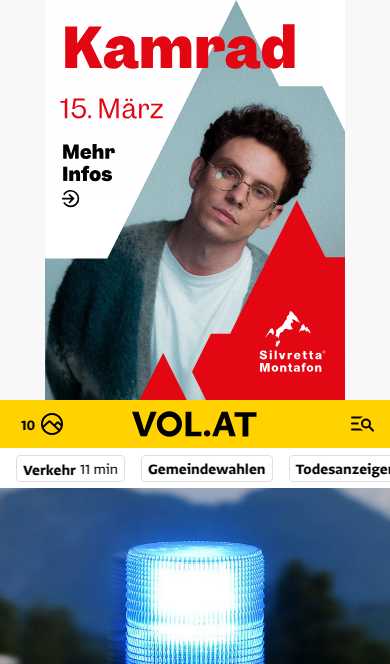 Kamrad
15. März
Mehr
Infos
Silvretta®
Montafon
10 VOL.AT
Verkehr 11 min Gemeindewahlen Todesanzeigen